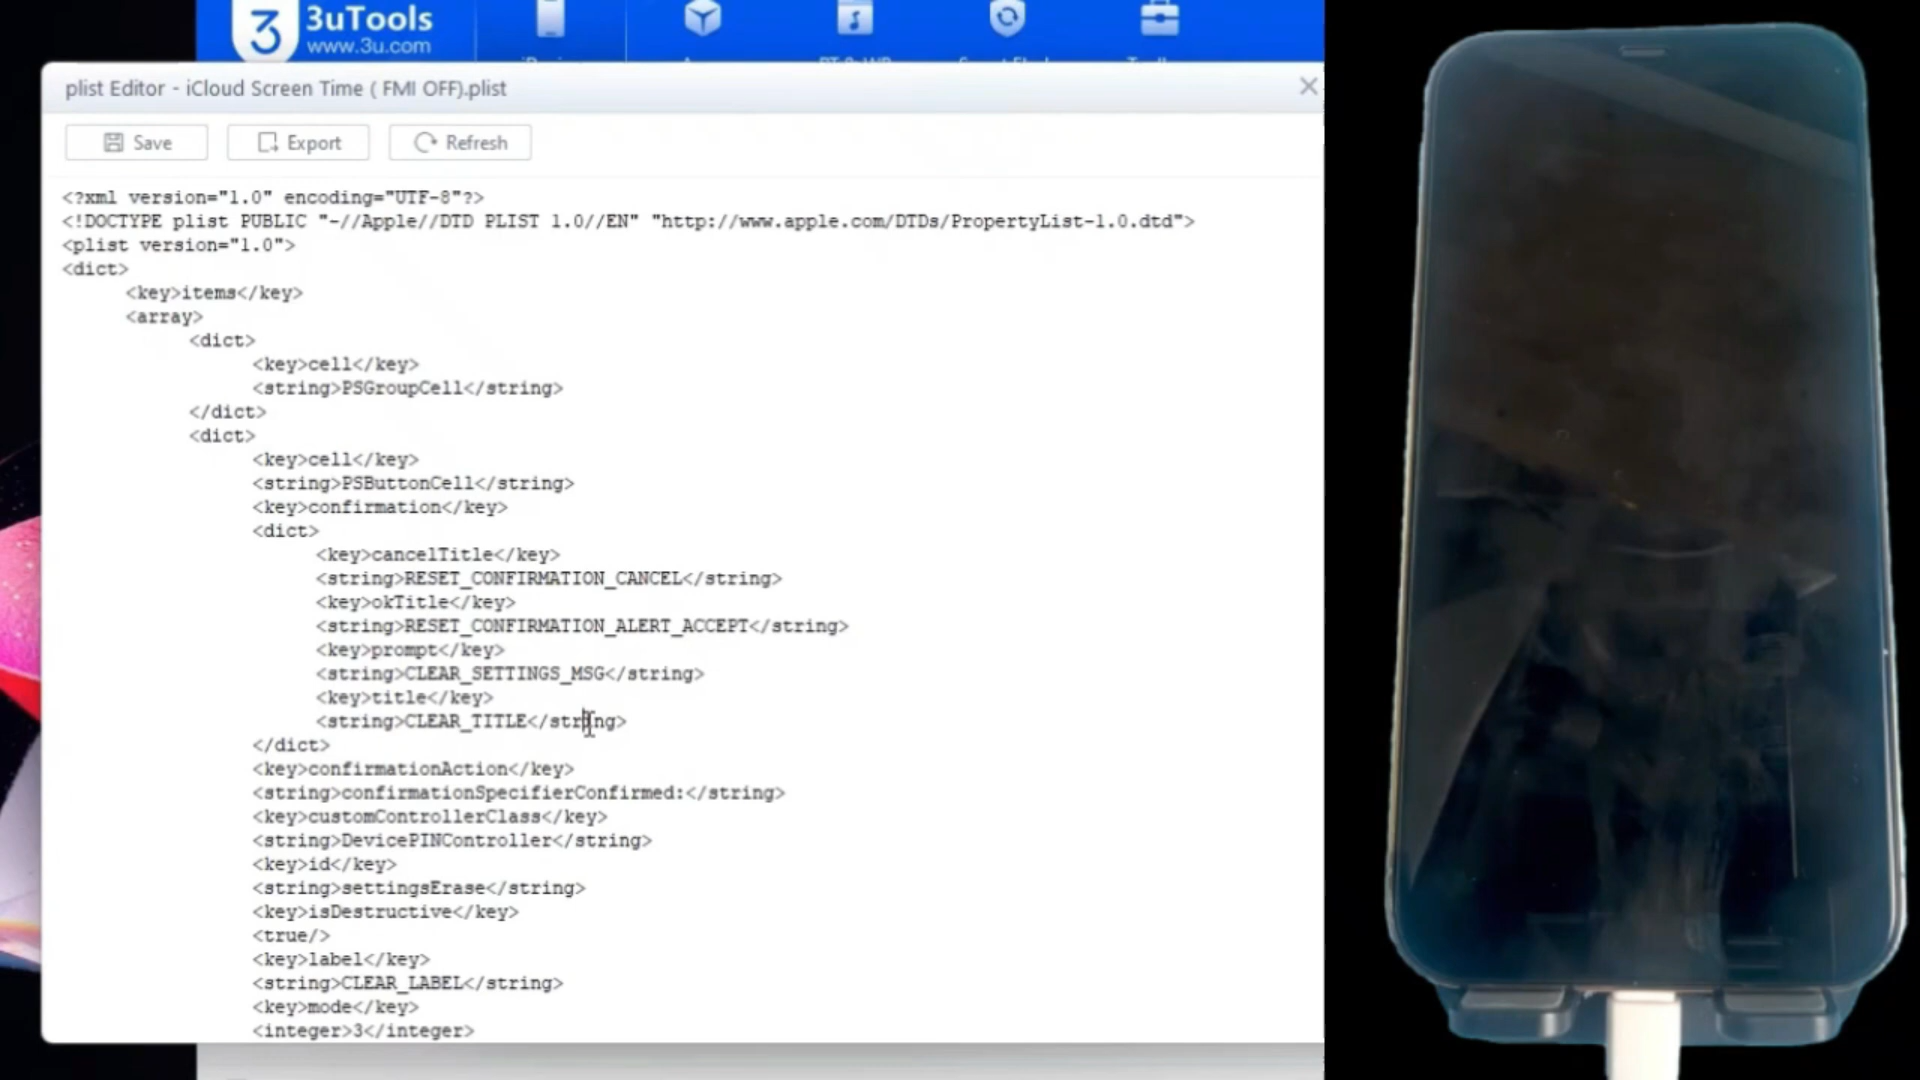 3 3uTools
www.3u.com
plist Editor - iCloud Screen Time ( FMI OFF).plist
Save Export Refresh
<?xml version="1.0" encoding="UTF-8"?>
<!DOCTYPE plist PUBLIC "-//Apple//DTD PLIST 1.0//EN" "http://www.apple.com/DTDs/PropertyList-1.0.dtd">
<plist version="1.0">
<dict>
<key>items</key>
<array>
<dict>
<key>cell</key>
<string>PSGroupCell</string>
</dict>
<dict>
<key>cell</key>
<string>PSButtonCell</string>
<key>confirmation</key>
<dict>
<key>cancelTitle</key>
<string>RESET_CONFIRMATION_CANCEL</string>
<key>okTitle</key>
<string>RESET_CONFIRMATION_ALERT_ACCEPT</string>
<key>prompt</key>
<string>CLEAR_SETTINGS_MSG</string>
<key>title</key>
<string>CLEAR_TITLE</string>
</dict>
<key>confirmationAction</key>
<string>confirmationSpecifierConfirmed:</string>
<key>customControllerClass</key>
<string>DevicePINController</string>
<key>id</key>
<string>settingsErase</string>
<key>isDestructive</key>
<true/>
<key>label</key>
<string>CLEAR_LABEL</string>
<key>mode</key>
<integer>3</integer>